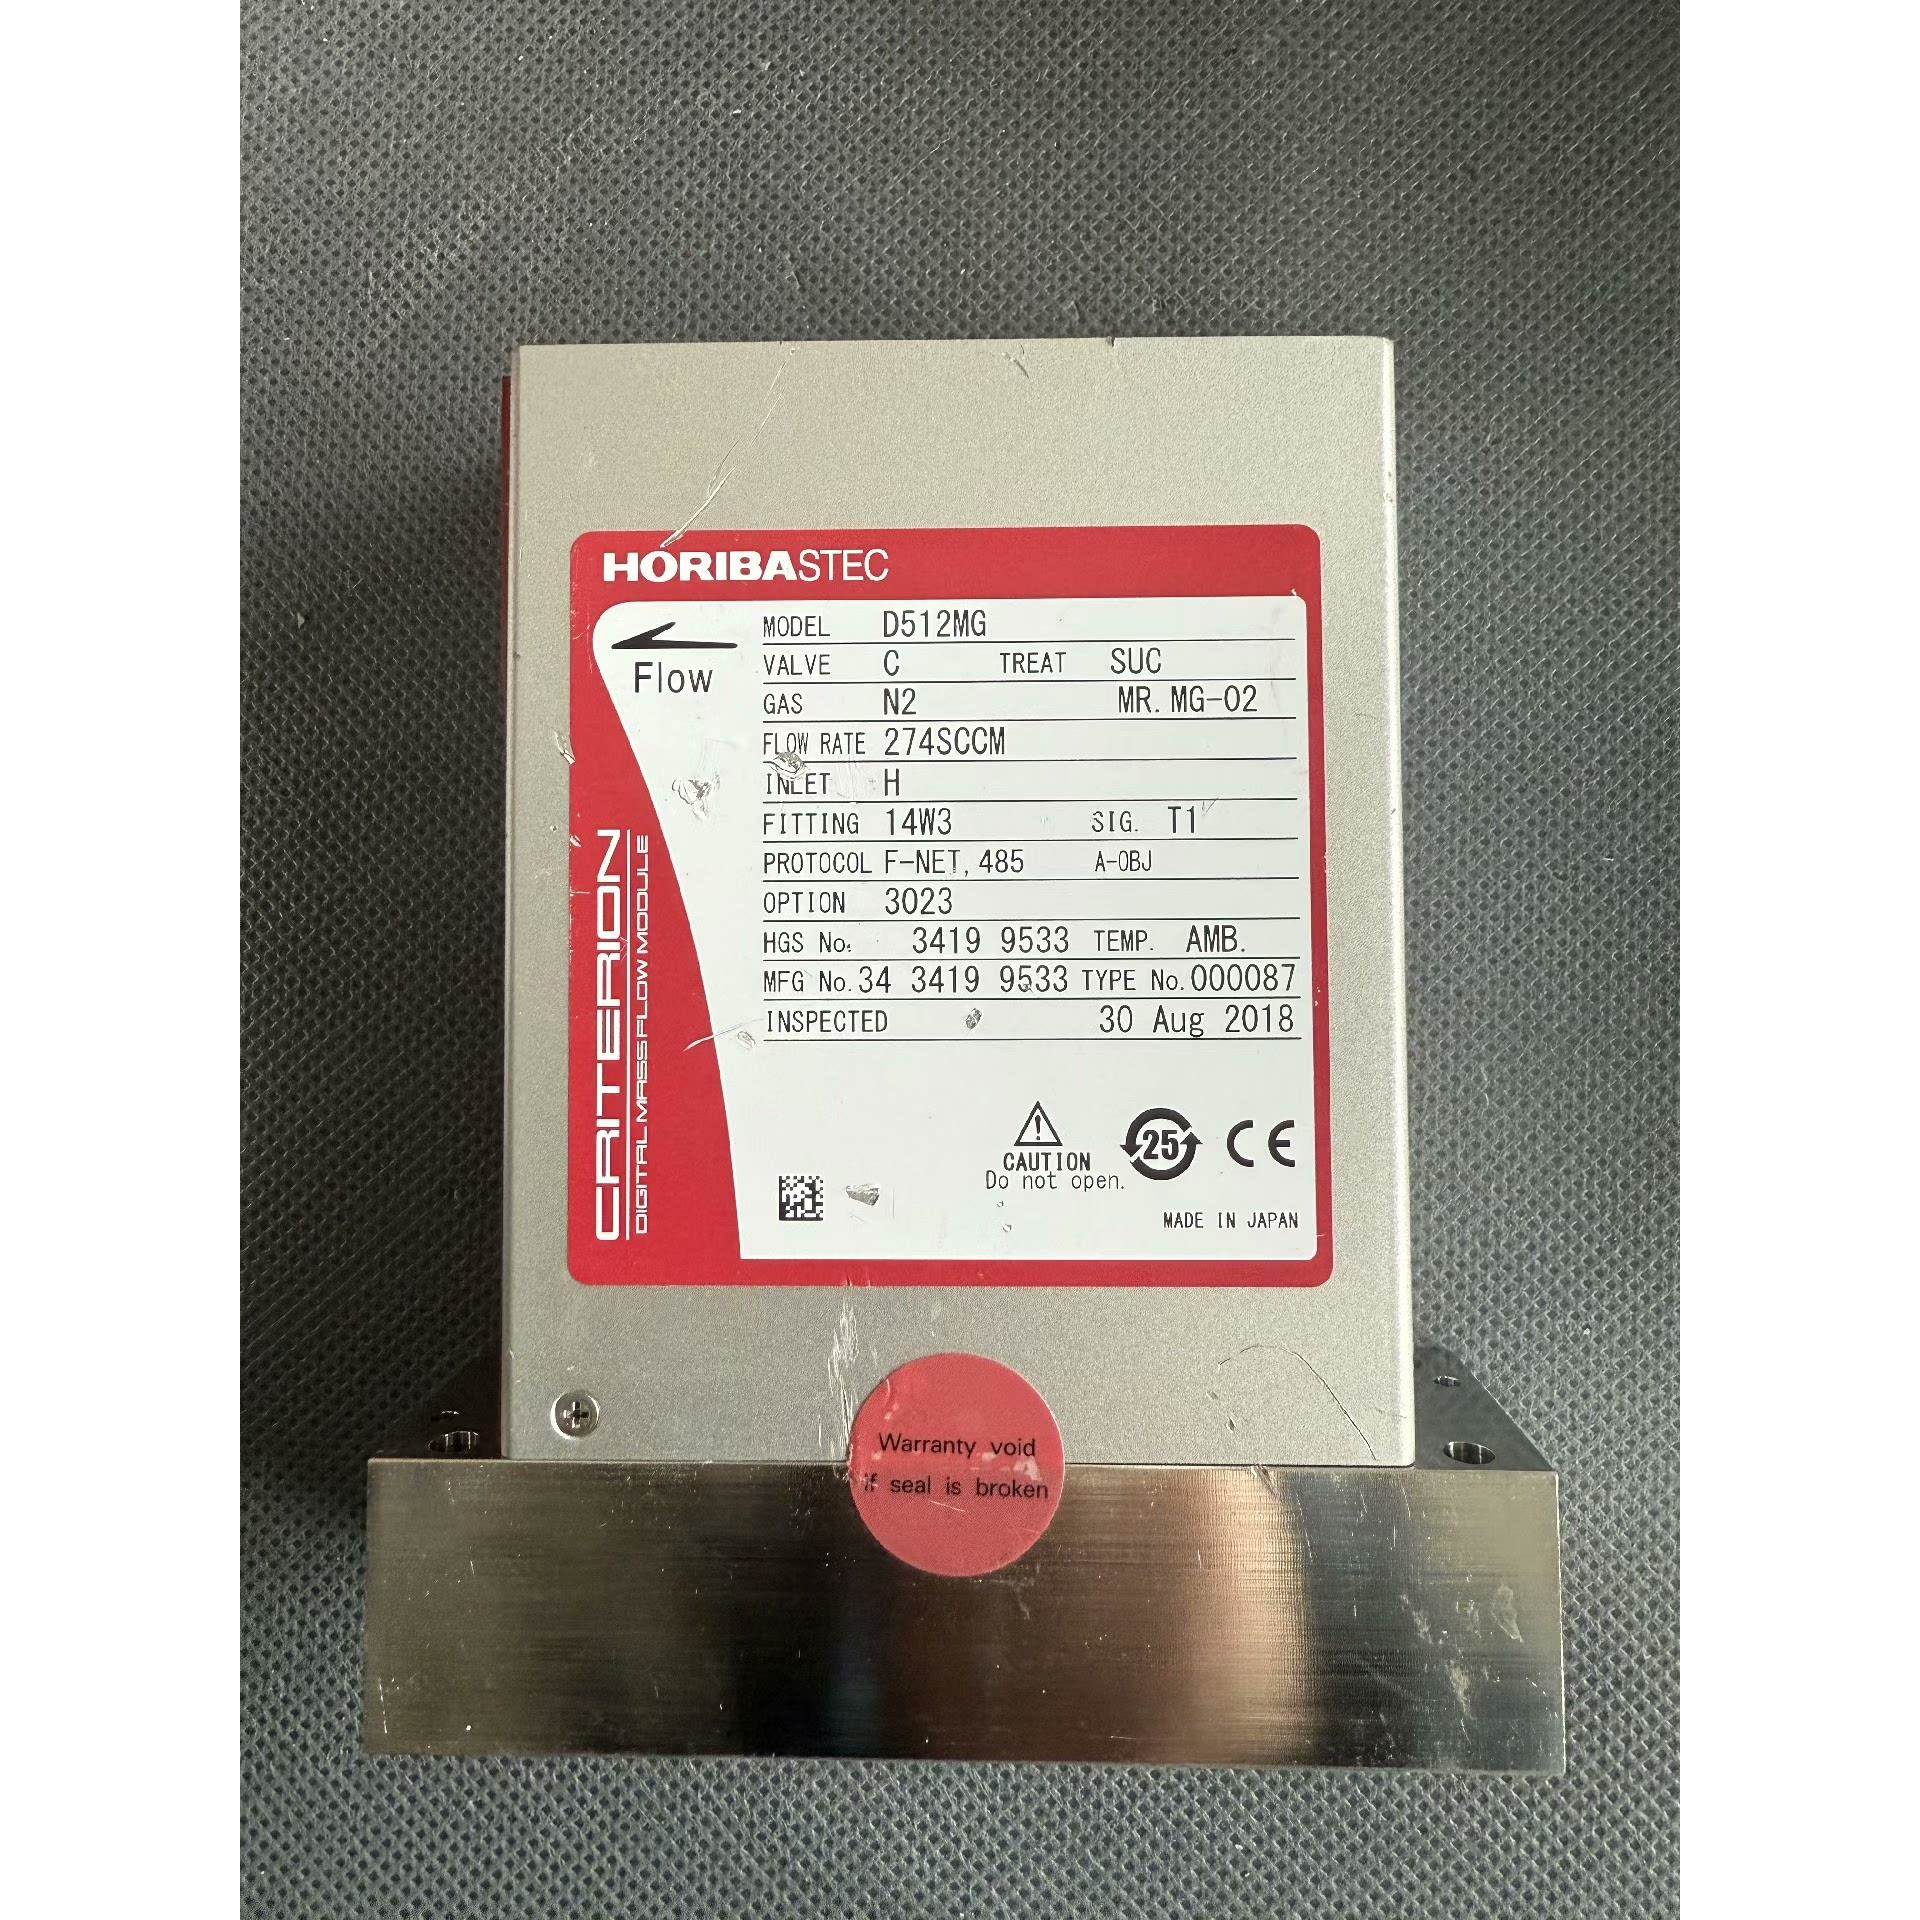 HORIBASTEC
Flow
MODEL D512MG
VALVE C TREAT SUC
GAS N2 MR. MG-02
FLOW RATE 274SCCM
INLET H
FITTING 14W3 SIG. T1
PROTOCOL F-NET, 485 A-OBJ
OPTION 3023
HGS No. 3419 9533 TEMP. AMB.
MFG No. 34 3419 9533 TYPE No. 000087
INSPECTED 30 Aug 2018
CRITERION
DIGITAL MASS FLOW MODULE
CAUTION
Do not open.
25
CE
MADE IN JAPAN
Warranty void
if seal is broken